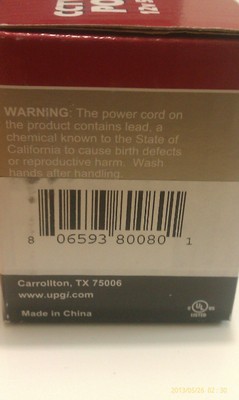 WARNING: The power cord on
the product contains lead, a
chemical known to the State of
California to cause birth defects
or reproductive harm. Wash
hands after handling.
8 06593 80080 1
Carrollton, TX 75006
www.upgi.com
Made in China
UL